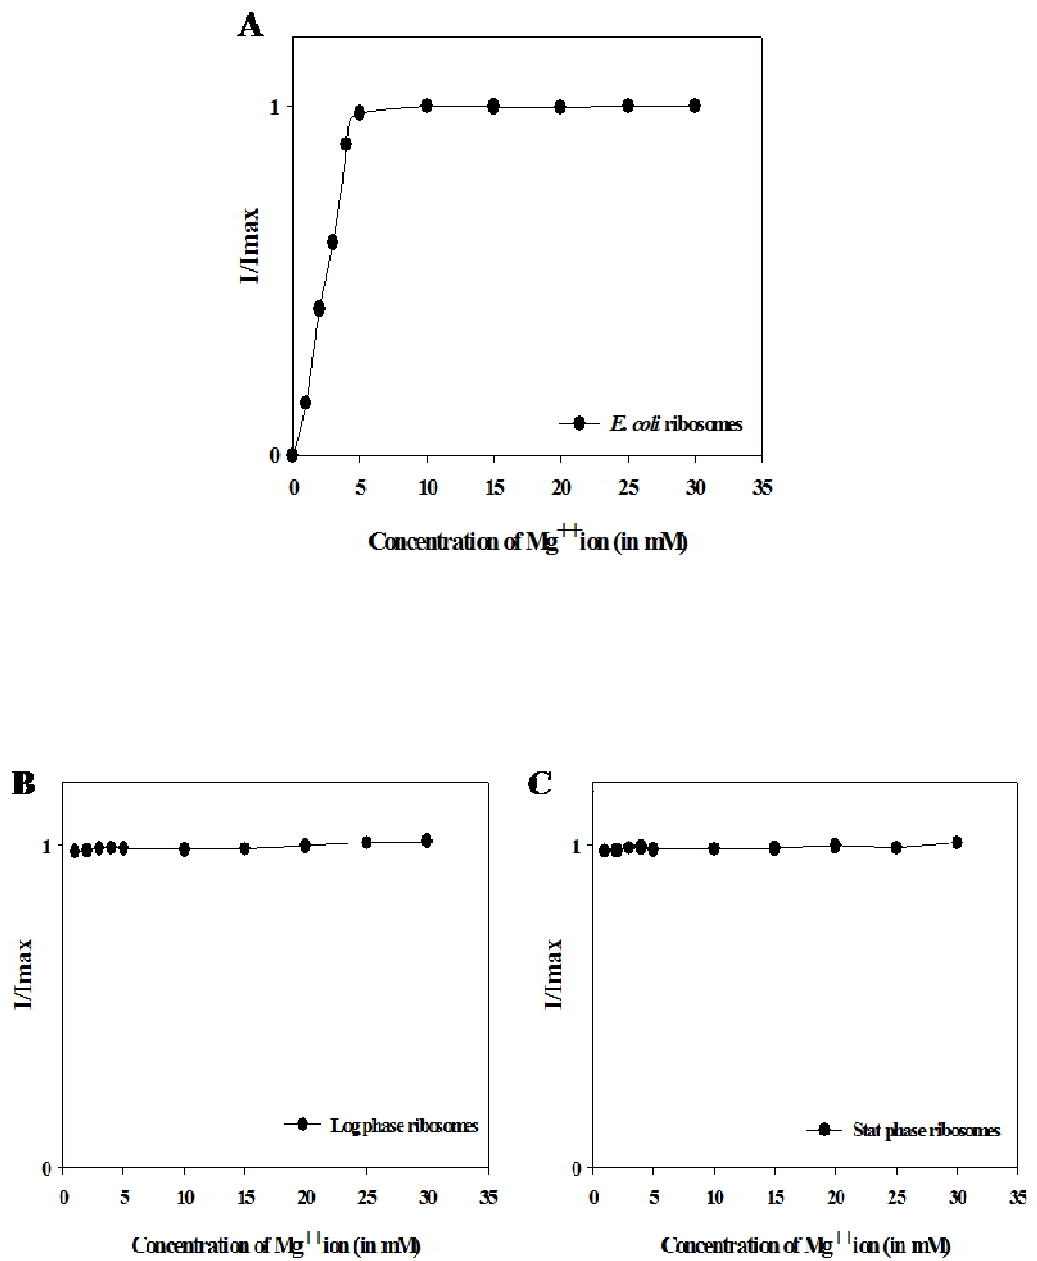 A
1
I/Imax
E. coli ribosomes
0
0 5 10 15 20 25 30 35
Concentration of Mg++ion (in mM)
B
C
1
1
I/Imax
I/Imax
Log phase ribosomes
Stat phase ribosomes
0
0
0 5 10 15 20 25 30 35
0 5 10 15 20 25 30 35
Concentration of Mg++ion (in mM)
Concentration of Mg++ion (in mM)